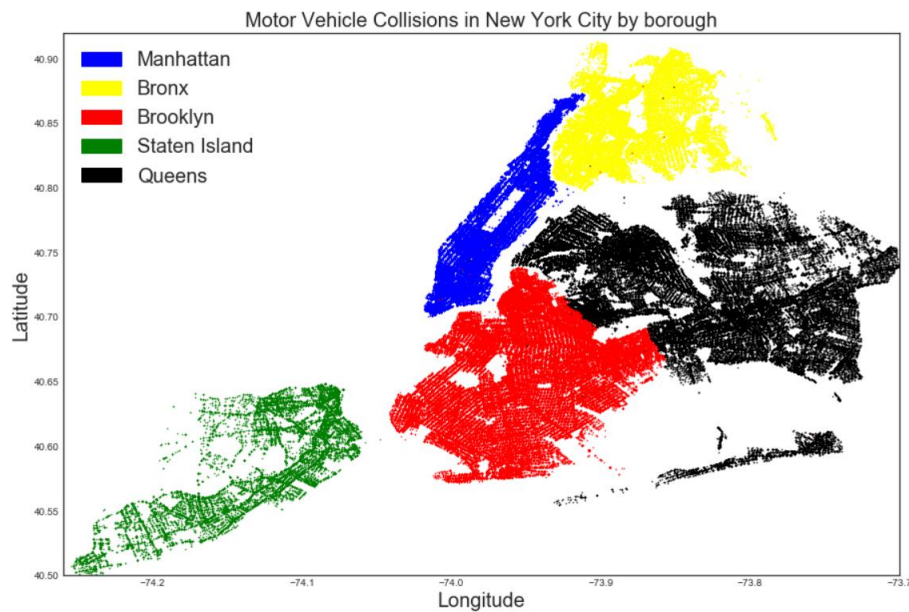 Motor Vehicle Collisions in New York City by borough
Manhattan
Bronx
Brooklyn
Staten Island
Queens
Latitude
40.90
40.85
40.80
40.75
40.70
40.65
40.60
40.55
40.50
−74.2
−74.1
−74.0
−73.9
−73.8
−73.7
Longitude